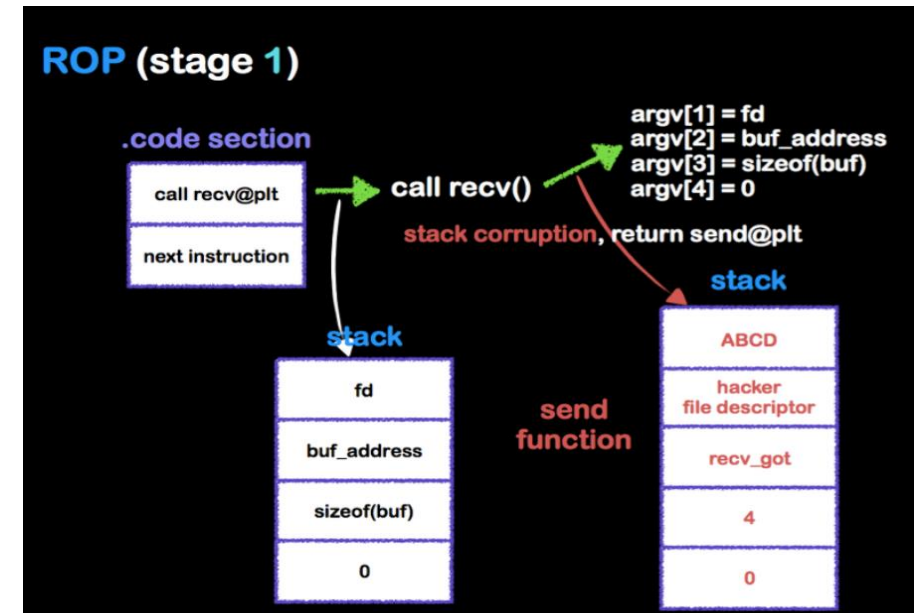 ROP (stage 1)
.code section
call recv@plt
next instruction
call recv()
argv[1] = fd
argv[2] = buf_address
argv[3] = sizeof(buf)
argv[4] = 0
stack corruption, return send@plt
stack
fd
buf_address
sizeof(buf)
0
send
function
stack
ABCD
hacker
file descriptor
recv_got
4
0